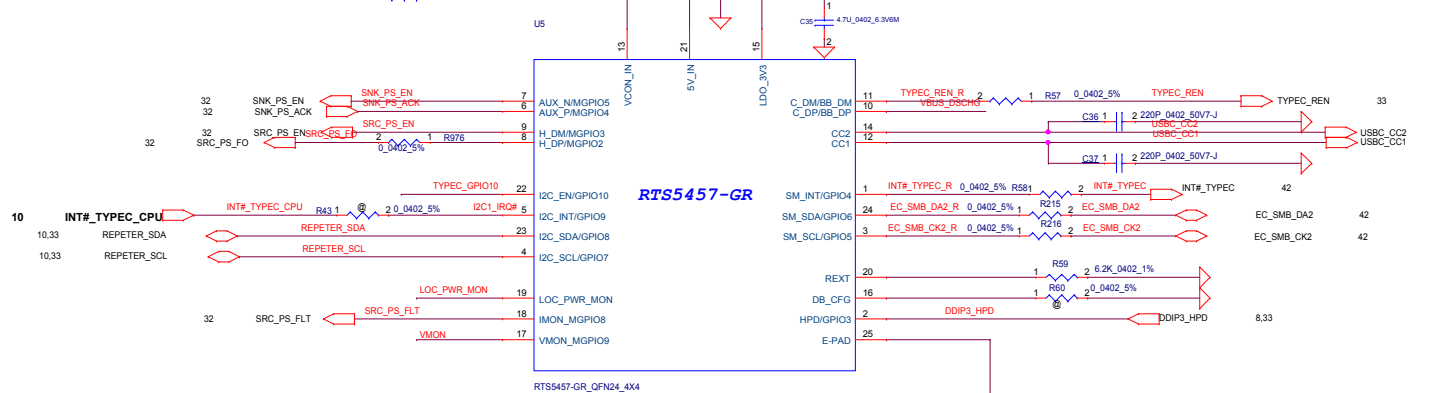 U5
C35
1
4.7U_0402_6.3V6M
2
13
21
15
VCON_IN
5V_IN
LDO_3V3
32
SNK_PS_EN
SNK_PS_EN
7
AUX_N/MGPIO5
32
SNK_PS_ACK
SNK_PS_ACK
6
AUX_P/MGPIO4
32
SRC_PS_EN
SRC_PS_EN
9
H_DM/MGPIO3
32
SRC_PS_FO
SRC_PS_FO
2
1
R976
0_0402_5%
8
H_DP/MGPIO2
TYPEC_GPIO10
22
I2C_EN/GPIO10
10
INT#_TYPEC_CPU
INT#_TYPEC_CPU
R43
1
@
2
0_0402_5%
I2C1_IRQ#
5
I2C_INT/GPIO9
10,33
REPETER_SDA
REPETER_SDA
23
I2C_SDA/GPIO8
10,33
REPETER_SCL
REPETER_SCL
4
I2C_SCL/GPIO7
LOC_PWR_MON
19
LOC_PWR_MON
32
SRC_PS_FLT
SRC_PS_FLT
18
IMON_MGPIO8
VMON
17
VMON_MGPIO9
RTS5457-GR
C_DM/BB_DM
11
TYPEC_REN_R
2
1
R57
0_0402_5%
TYPEC_REN
TYPEC_REN
33
C_DP/BB_DP
10
VBUS_DSCHG
C36
1
2
220P_0402_50V7-J
CC2
14
USBC_CC2
USBC_CC2
CC1
12
USBC_CC1
USBC_CC1
C37
1
2
220P_0402_50V7-J
SM_INT/GPIO4
1
INT#_TYPEC_R
0_0402_5%
R58
1
2
INT#_TYPEC
INT#_TYPEC
42
SM_SDA/GPIO6
24
EC_SMB_DA2_R
0_0402_5%
1
R215
2
EC_SMB_DA2
EC_SMB_DA2
42
SM_SCL/GPIO5
3
EC_SMB_CK2_R
0_0402_5%
1
R216
2
EC_SMB_CK2
EC_SMB_CK2
42
REXT
20
1
R59
2
6.2K_0402_1%
DB_CFG
16
1
R60
@
2
0_0402_5%
HPD/GPIO3
2
DDIP3_HPD
DDIP3_HPD
8,33
E-PAD
25
RTS5457-GR_QFN24_4X4